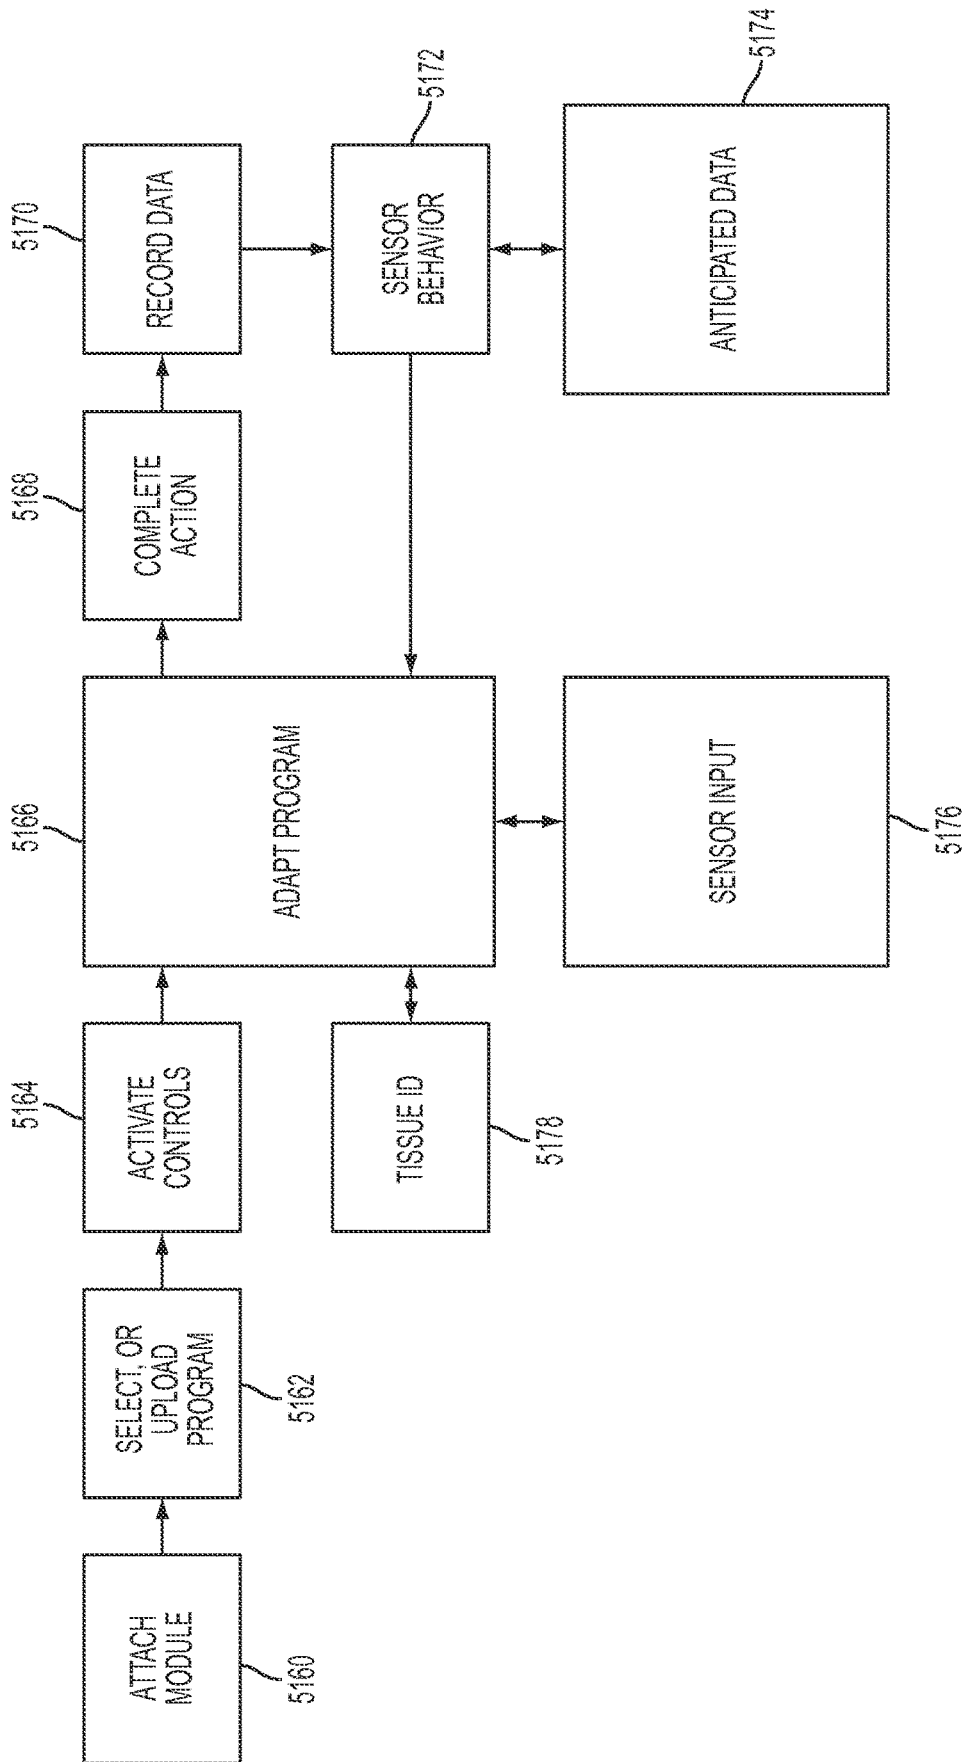 5160
ATTACH
MODULE
5162
SELECT, OR
UPLOAD
PROGRAM
5164
ACTIVATE
CONTROLS
5166
ADAPT PROGRAM
5168
COMPLETE
ACTION
5170
RECORD DATA
5172
SENSOR
BEHAVIOR
5174
ANTICIPATED DATA
5176
SENSOR INPUT
5178
TISSUE ID